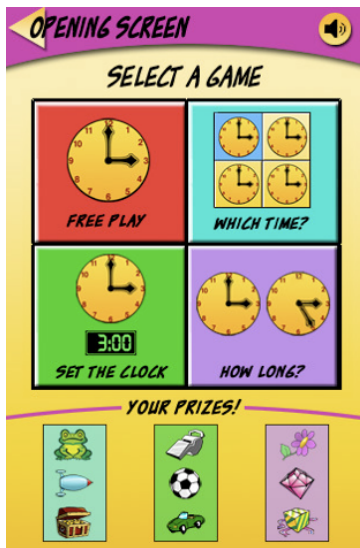 OPENING SCREEN
SELECT A GAME
FREE PLAY
WHICH TIME?
3:00
SET THE CLOCK
HOW LONG?
YOUR PRIZES!